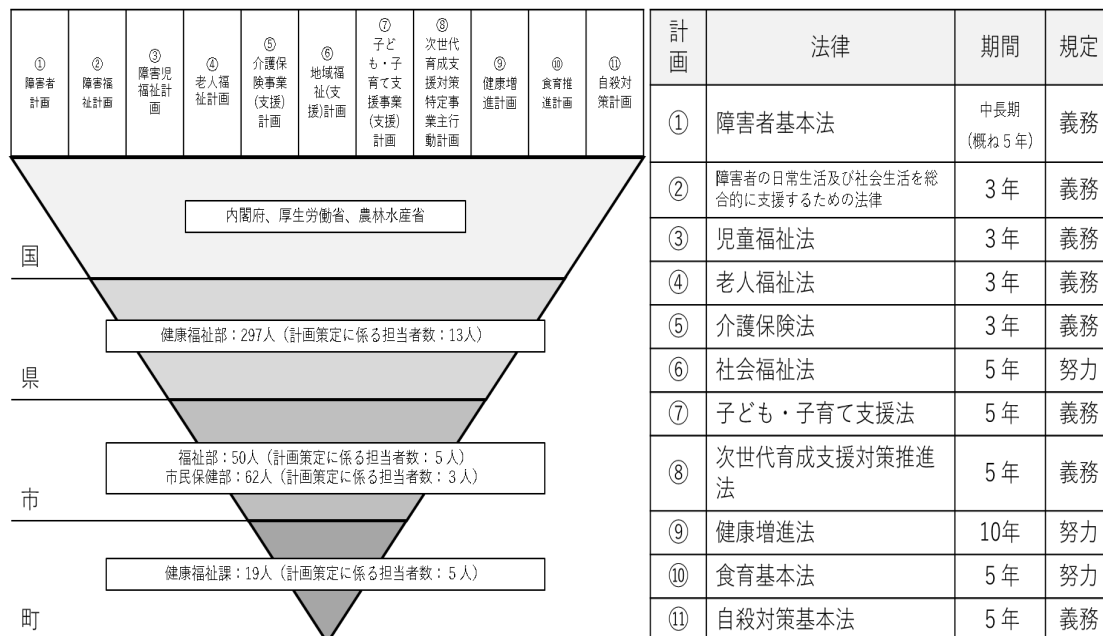 ①
障害者
計画
②
障害福
祉計画
③
障害児
福祉計
画
④
老人福
祉計画
⑤
介護保
険事業
(支援)
計画
⑥
地域福
祉(支
援)計画
⑦
子ど
も・子
育て支
援事業
(支援)
計画
⑧
次世代
育成支
援対策
特定事
業主行
動計画
⑨
健康増
進計画
⑩
食育推
進計画
⑪
自殺対
策計画
国
内閣府、厚生労働省、農林水産省
県
健康福祉部：297人（計画策定に係る担当者数：13人）
市
福祉部：50人（計画策定に係る担当者数：５人）
市民保健部：62人（計画策定に係る担当者数：３人）
町
健康福祉課：19人（計画策定に係る担当者数：５人）
計画 法律 期間 規定
① 障害者基本法 中長期 義務
(概ね５年)
② 障害者の日常生活及び社会生活を総 ３年 義務
合的に支援するための法律
③ 児童福祉法 ３年 義務
④ 老人福祉法 ３年 義務
⑤ 介護保険法 ３年 義務
⑥ 社会福祉法 ５年 努力
⑦ 子ども・子育て支援法 ５年 義務
⑧ 次世代育成支援対策推進 ５年 義務
法
⑨ 健康増進法 10年 努力
⑩ 食育基本法 ５年 努力
⑪ 自殺対策基本法 ５年 義務